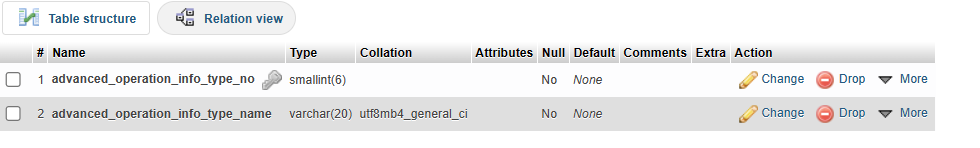 Table structure Relation view
# Name Type Collation Attributes Null Default Comments Extra Action
1 advanced_operation_info_type_no smallint(6) No None Change Drop More
2 advanced_operation_info_type_name varchar(20) utf8mb4_general_ci No None Change Drop More